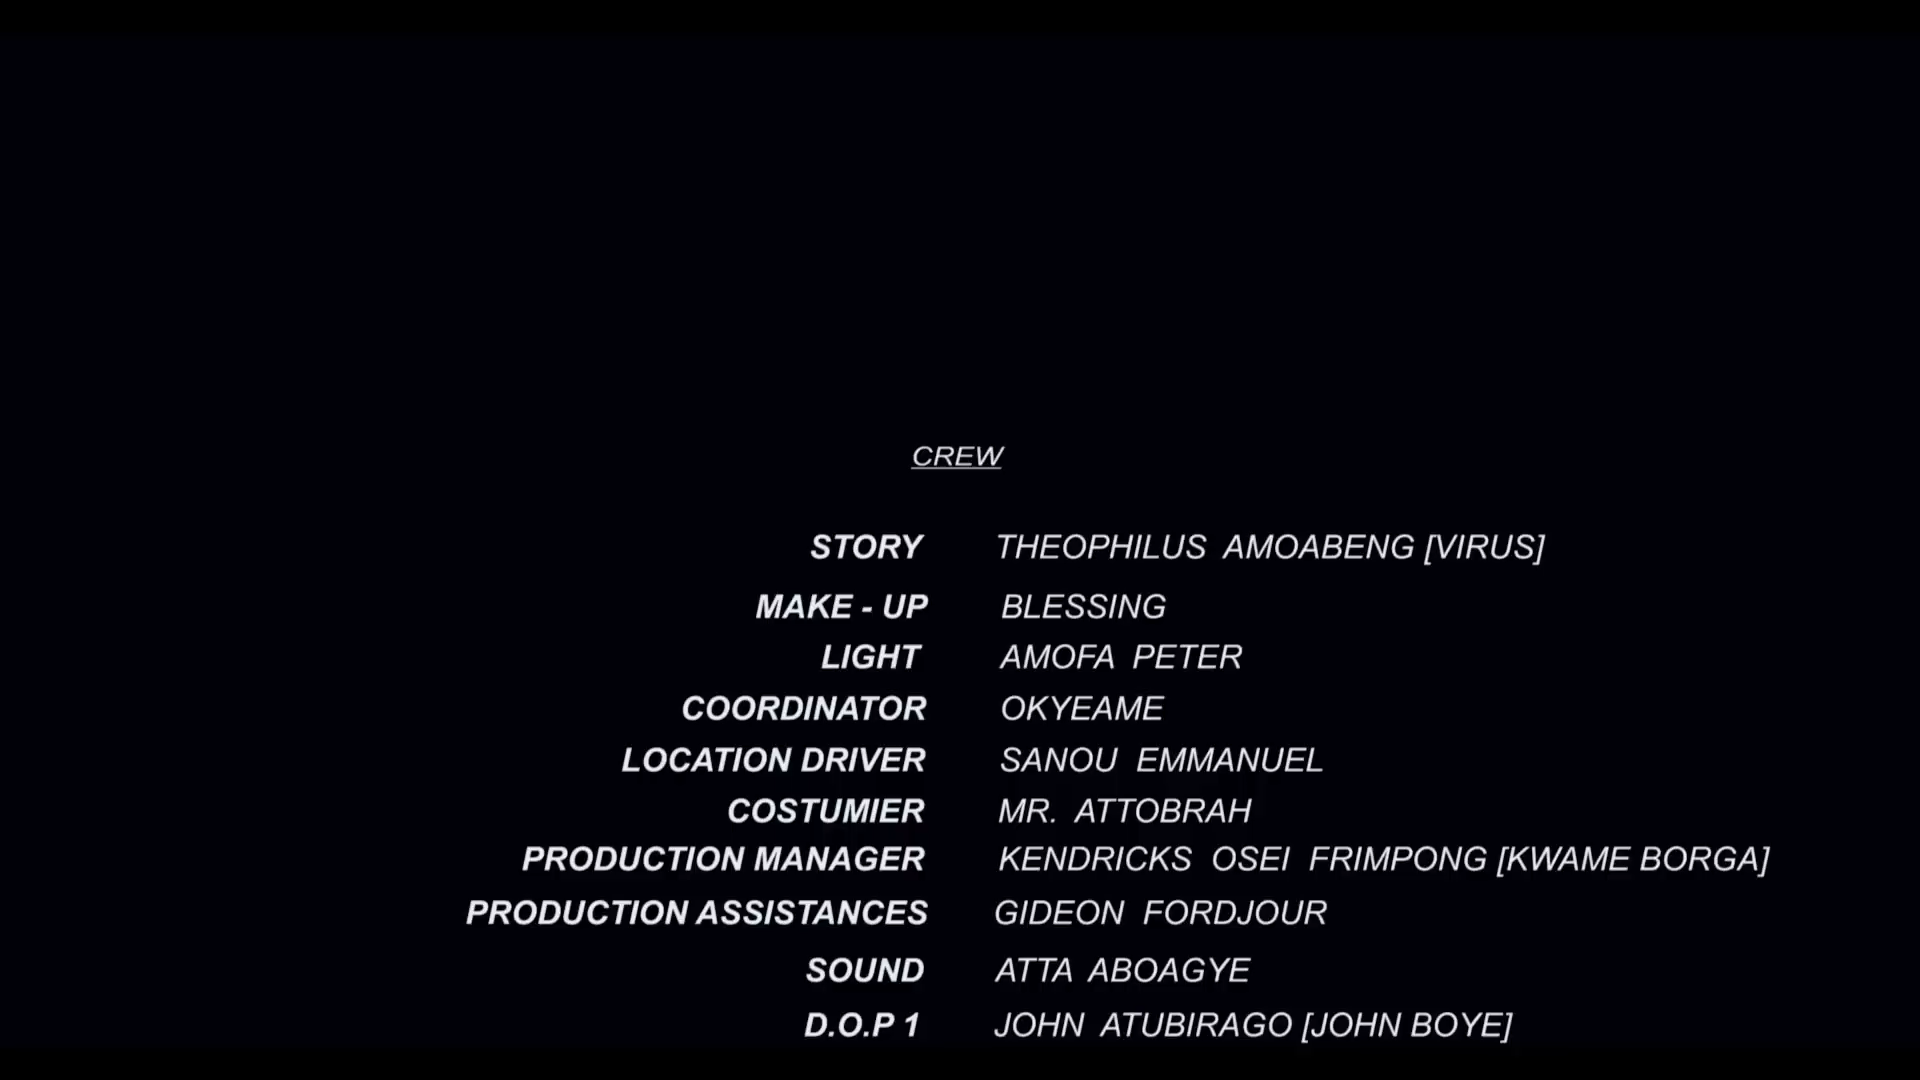 CREW
STORY THEOPHILUS AMOABENG [VIRUS]
MAKE - UP BLESSING
LIGHT AMOFA PETER
COORDINATOR OKYEAME
LOCATION DRIVER SANOU EMMANUEL
COSTUMIER MR. ATTOBRAH
PRODUCTION MANAGER KENDRICKS OSEI FRIMPONG [KWAME BORGA]
PRODUCTION ASSISTANCES GIDEON FORDJOUR
SOUND ATTA ABOAGYE
D.O.P 1 JOHN ATUBIRAGO [JOHN BOYE]